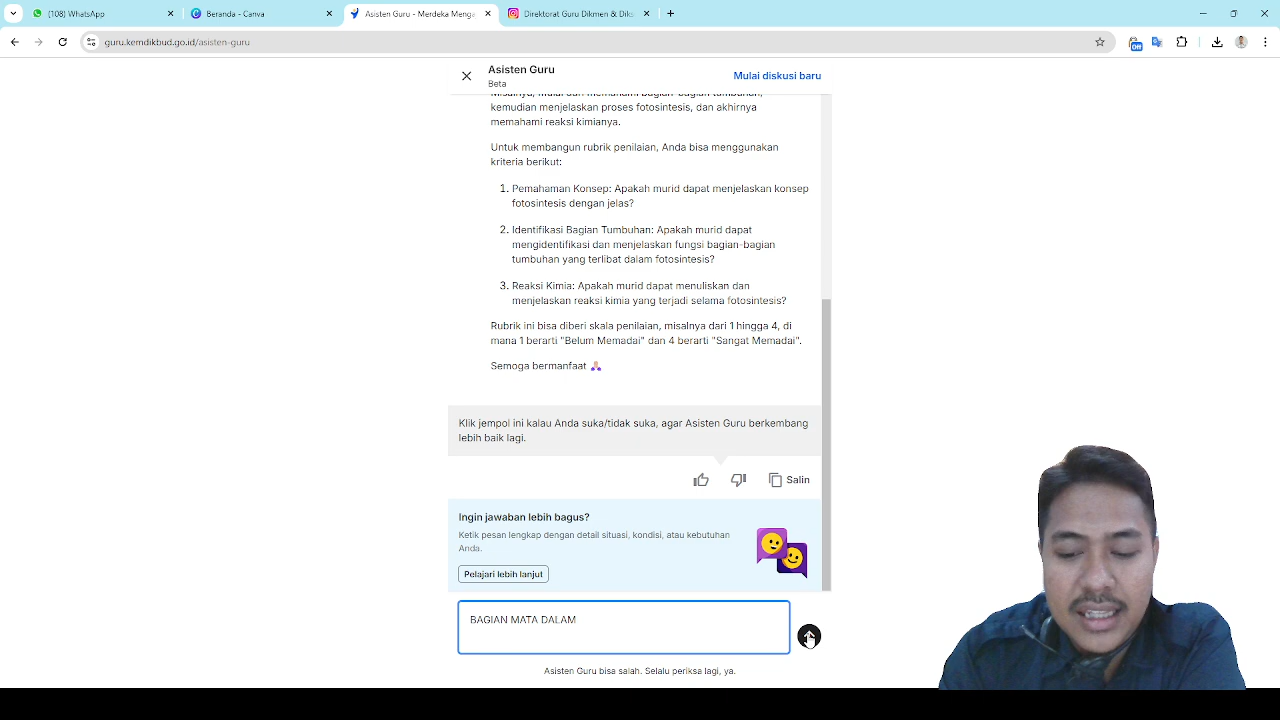 (108) WhatsApp
Beranda - Canva
Asisten Guru - Merdeka Menga
Direktorat Guru Dikmen & Diks
guru.kemdikbud.go.id/asisten-guru
Off
Asisten Guru
Beta
Mulai diskusi baru
kemudian menjelaskan proses fotosintesis, dan akhirnya
memahami reaksi kimianya.
Untuk membangun rubrik penilaian, Anda bisa menggunakan
kriteria berikut:
1. Pemahaman Konsep: Apakah murid dapat menjelaskan konsep
fotosintesis dengan jelas?
2. Identifikasi Bagian Tumbuhan: Apakah murid dapat
mengidentifikasi dan menjelaskan fungsi bagian-bagian
tumbuhan yang terlibat dalam fotosintesis?
3. Reaksi Kimia: Apakah murid dapat menuliskan dan
menjelaskan reaksi kimia yang terjadi selama fotosintesis?
Rubrik ini bisa diberi skala penilaian, misalnya dari 1 hingga 4, di
mana 1 berarti "Belum Memadai" dan 4 berarti "Sangat Memadai".
Semoga bermanfaat
Klik jempol ini kalau Anda suka/tidak suka, agar Asisten Guru berkembang
lebih baik lagi.
Salin
Ingin jawaban lebih bagus?
Ketik pesan lengkap dengan detail situasi, kondisi, atau kebutuhan
Anda.
Pelajari lebih lanjut
BAGIAN MATA DALAM
Asisten Guru bisa salah. Selalu periksa lagi, ya.